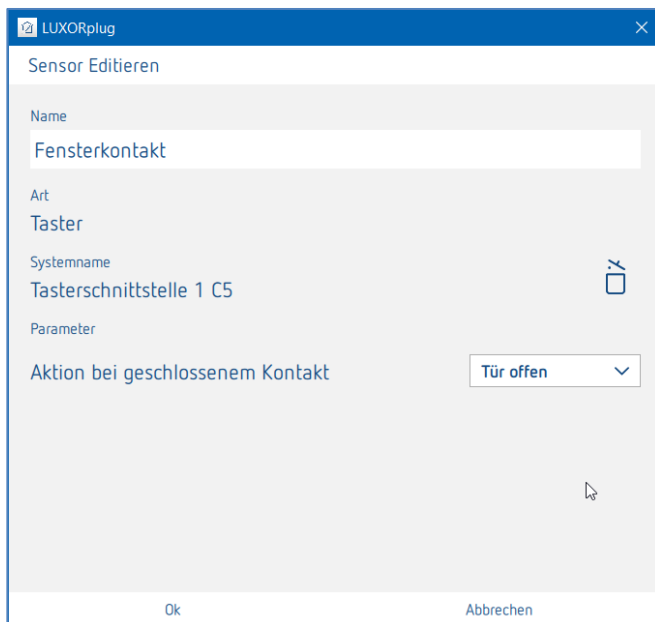 LUXORplug
Sensor Editieren
Name
Fensterkontakt
Art
Taster
Systemname
Tasterschnittstelle 1 C5
Parameter
Aktion bei geschlossenem Kontakt Tür offen
Ok Abbrechen